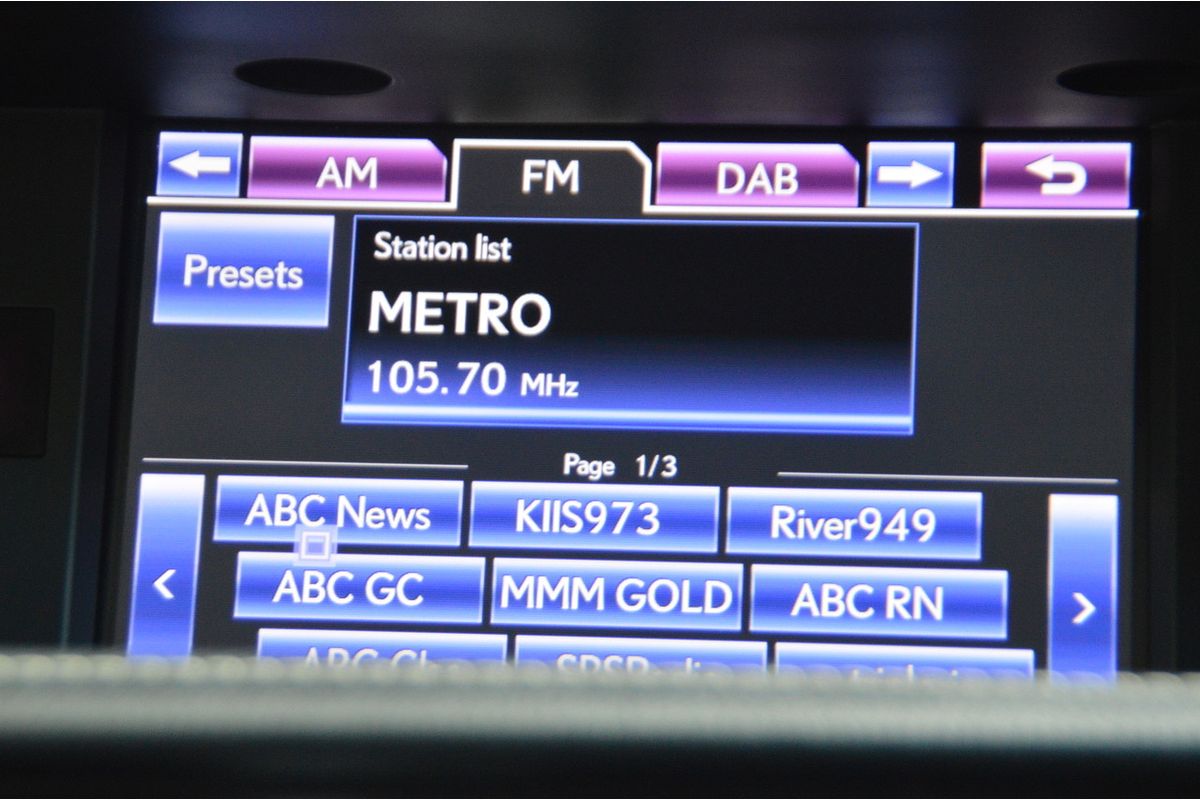 AM FM DAB
Presets
Station list
METRO
105.70 MHz
Page 1/3
ABC News KIIS973 River949
ABC GC MMM GOLD ABC RN